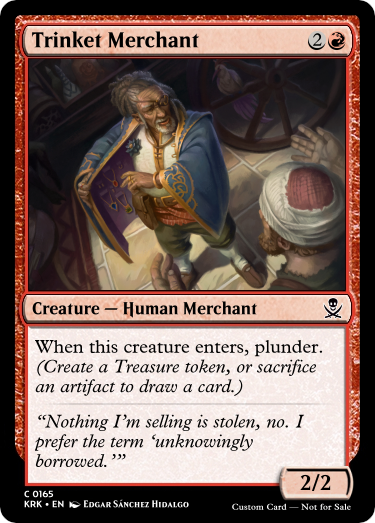 Trinket Merchant 2
Creature — Human Merchant
When this creature enters, plunder.
(Create a Treasure token, or sacrifice
an artifact to draw a card.)
“Nothing I’m selling is stolen, no. I
prefer the term ‘unknowingly
borrowed.’”
2/2
C 0165
KRK • EN Edgar Sánchez Hidalgo
Custom Card — Not for Sale